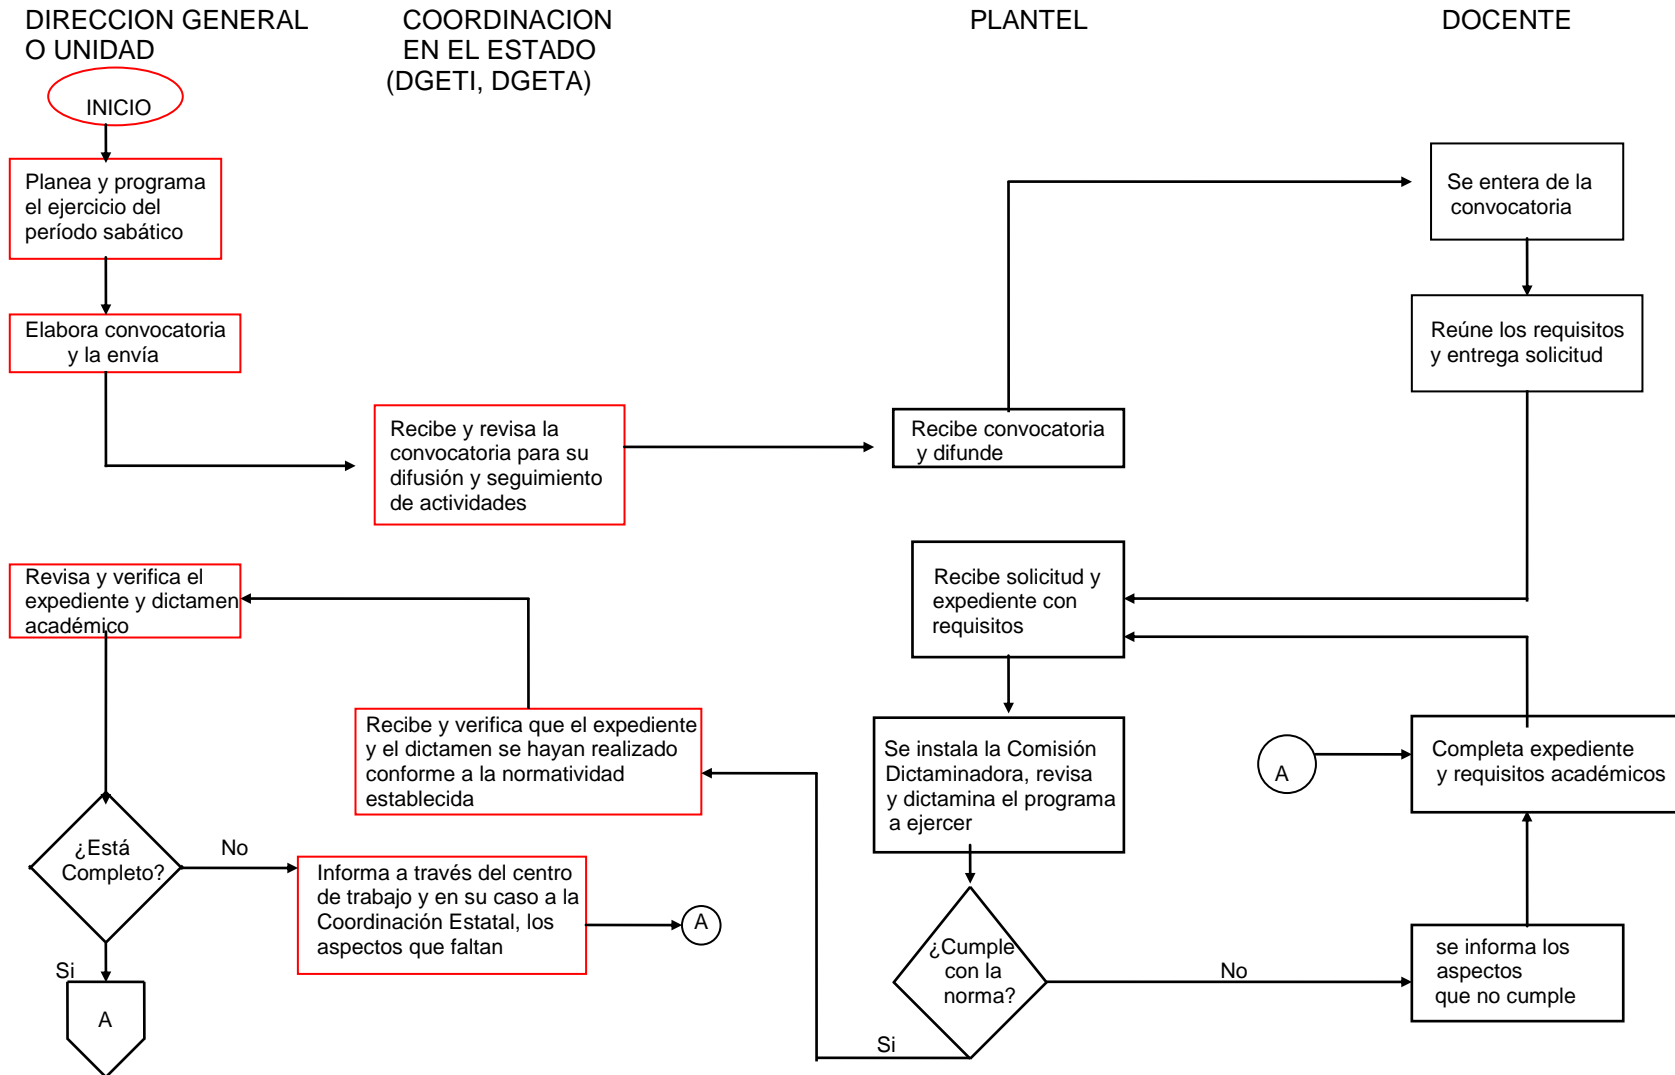 DIRECCION GENERAL
O UNIDAD
COORDINACION
EN EL ESTADO
(DGETI, DGETA)
PLANTEL
DOCENTE
INICIO
Planea y programa
el ejercicio del
período sabático
Elabora convocatoria
y la envía
Recibe y revisa la
convocatoria para su
difusión y seguimiento
de actividades
Recibe convocatoria
y difunde
Se entera de la
convocatoria
Reúne los requisitos
y entrega solicitud
Recibe solicitud y
expediente con
requisitos
Se instala la Comisión
Dictaminadora, revisa
y dictamina el programa
a ejercer
¿Cumple
con la
norma?
No
Si
se informa los
aspectos
que no cumple
Completa expediente
y requisitos académicos
A
Recibe y verifica que el expediente
y el dictamen se hayan realizado
conforme a la normatividad
establecida
Revisa y verifica el
expediente y dictamen
académico
¿Está
Completo?
No
Informa a través del centro
de trabajo y en su caso a la
Coordinación Estatal, los
aspectos que faltan
A
Si
A